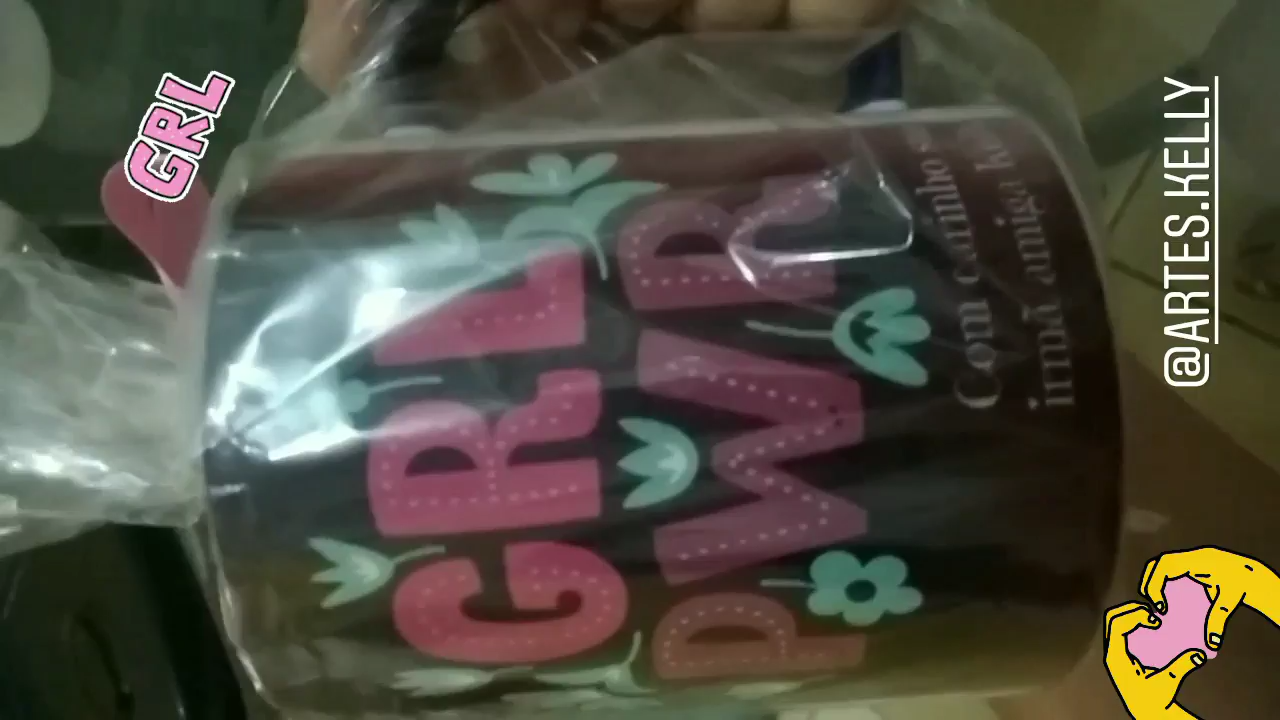 GRL
GRL
PWR
Com carinho
irmã amiga
@ARTES.KELLY